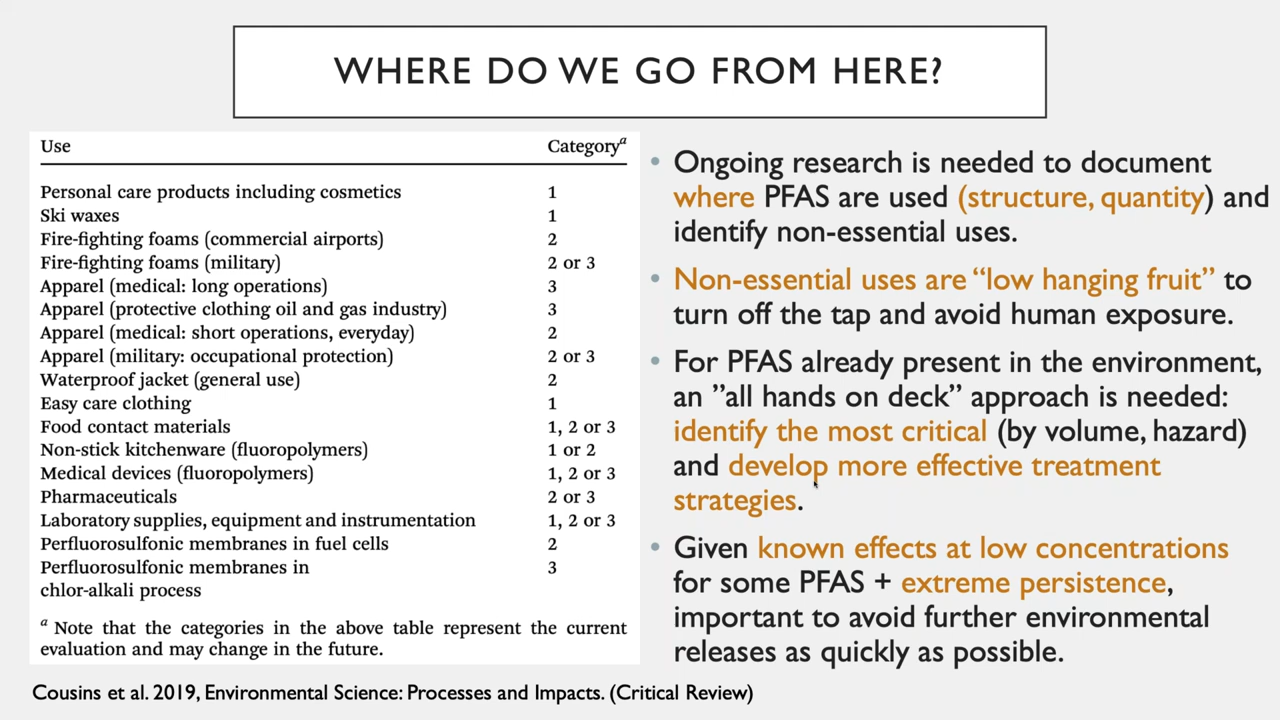 WHERE DO WE GO FROM HERE?
Use Category^a
Personal care products including cosmetics 1
Ski waxes 1
Fire-fighting foams (commercial airports) 2
Fire-fighting foams (military) 2 or 3
Apparel (medical: long operations) 3
Apparel (protective clothing oil and gas industry) 3
Apparel (medical: short operations, everyday) 2
Apparel (military: occupational protection) 2 or 3
Waterproof jacket (general use) 2
Easy care clothing 1
Food contact materials 1, 2 or 3
Non-stick kitchenware (fluoropolymers) 1 or 2
Medical devices (fluoropolymers) 1, 2 or 3
Pharmaceuticals 2 or 3
Laboratory supplies, equipment and instrumentation 1, 2 or 3
Perfluorosulfonic membranes in fuel cells 2
Perfluorosulfonic membranes in 3
chlor-alkali process
^a Note that the categories in the above table represent the current
evaluation and may change in the future.
Cousins et al. 2019, Environmental Science: Processes and Impacts. (Critical Review)
• Ongoing research is needed to document
where PFAS are used (structure, quantity) and
identify non-essential uses.
• Non-essential uses are “low hanging fruit” to
turn off the tap and avoid human exposure.
• For PFAS already present in the environment,
an ”all hands on deck” approach is needed:
identify the most critical (by volume, hazard)
and develop more effective treatment
strategies.
• Given known effects at low concentrations
for some PFAS + extreme persistence,
important to avoid further environmental
releases as quickly as possible.